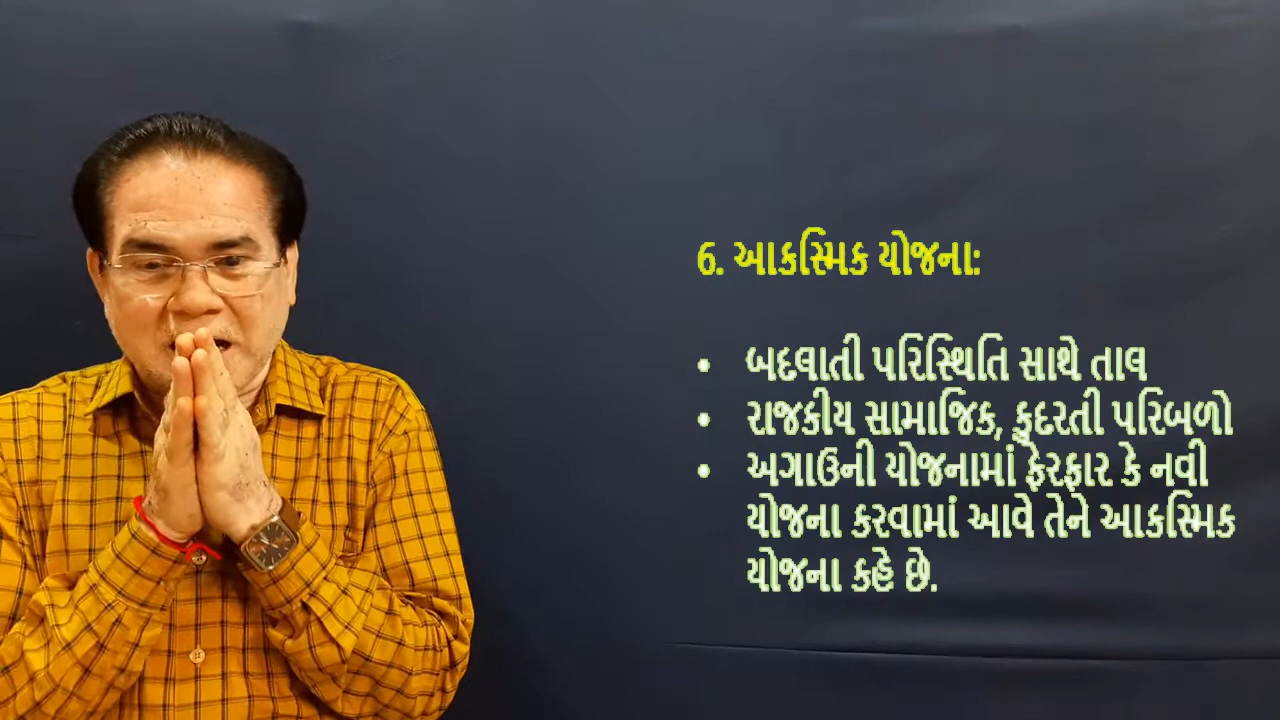 6. આકસ્મિક યોજના:
• બદલાતી પરિસ્થિતિ સાથે તાલ
• રાજકીય સામાજિક, કુદરતી પરિબળો
• અગાઉની યોજનામાં ફેરફાર કે નવી
યોજના કરવામાં આવે તેને આકસ્મિક
યોજના કહે છે.